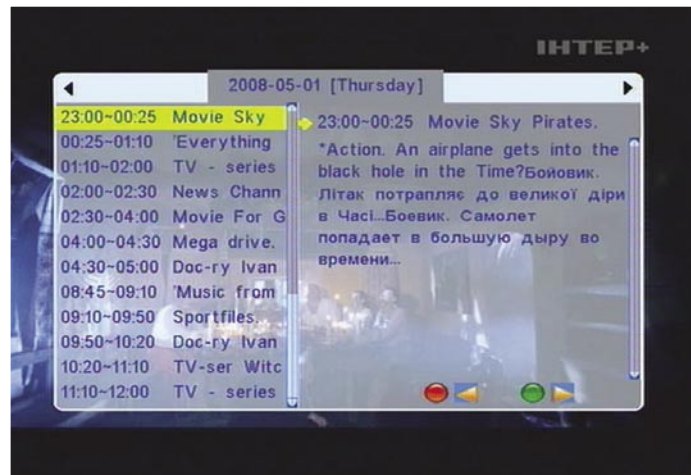 ІНТЕР+
2008-05-01 [Thursday]
23:00~00:25 Movie Sky
00:25~01:10 'Everything
01:10~02:00 TV - series
02:00~02:30 News Chann
02:30~04:00 Movie For G
04:00~04:30 Mega drive.
04:30~05:00 Doc-ry Ivan
08:45~09:10 'Music from
09:10~09:50 Sportfiles.
09:50~10:20 Doc-ry Ivan
10:20~11:10 TV-ser Witc
11:10~12:00 TV - series
23:00~00:25 Movie Sky Pirates.
*Action. An airplane gets into the
black hole in the Time?Бойовик.
Літак потрапляє до великої діри
в Часі...Боевик. Самолет
попадает в большую дыру во
времени...